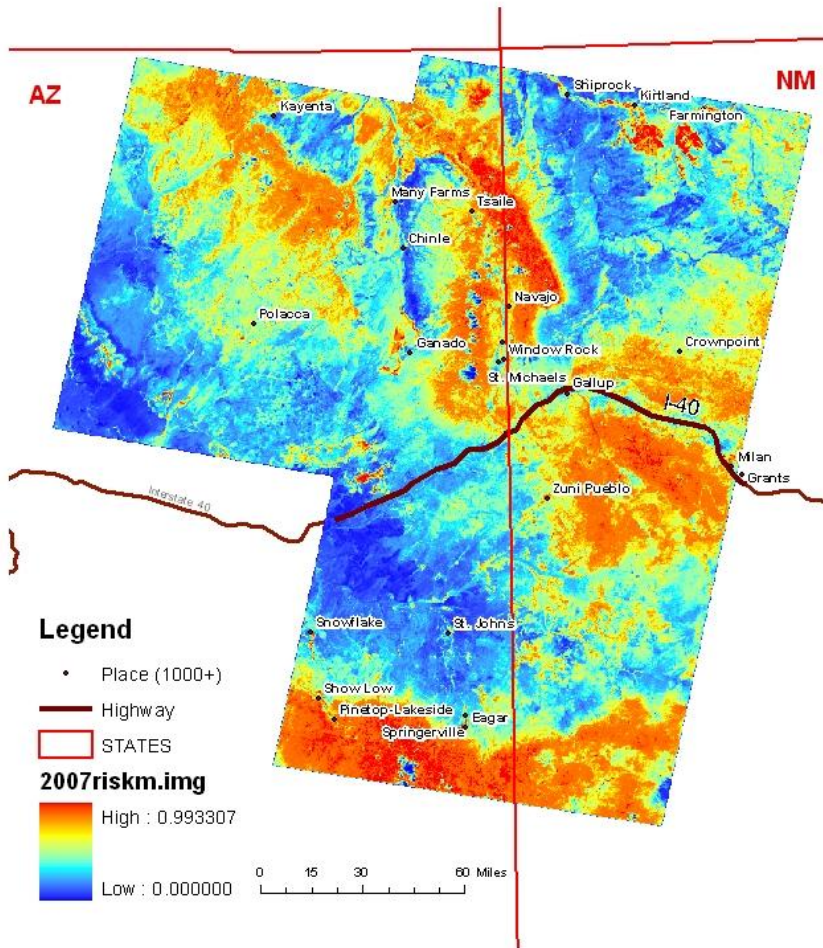 AZ
NM
Shiprock
Kirtland
Farmington
Kayenta
Many Farms
Tsaile
Chinle
Navajo
Polacca
Ganado
Window Rock
Crownpoint
St. Michaels
Gallup
I-40
Milan
Grants
Zuni Pueblo
Interstate 40
Snowflake
St. Johns
Show Low
Pinetop-Lakeside
Eagar
Springerville
Legend
Place (1000+)
Highway
STATES
2007riskm.img
High : 0.993307
Low : 0.000000
0 15 30 60 Miles